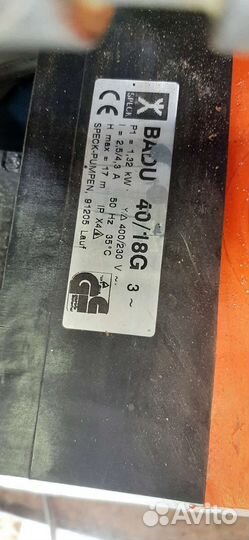 SPECK
BADU 40/18G 3~
P1 = 1,32 kW Y/Δ 400/230 V ~
I = 2,5/4,3 A 50 Hz 35°C
H max = 17 m IP X4
SPECK-PUMPEN, 91205 Lauf
CE
Avito